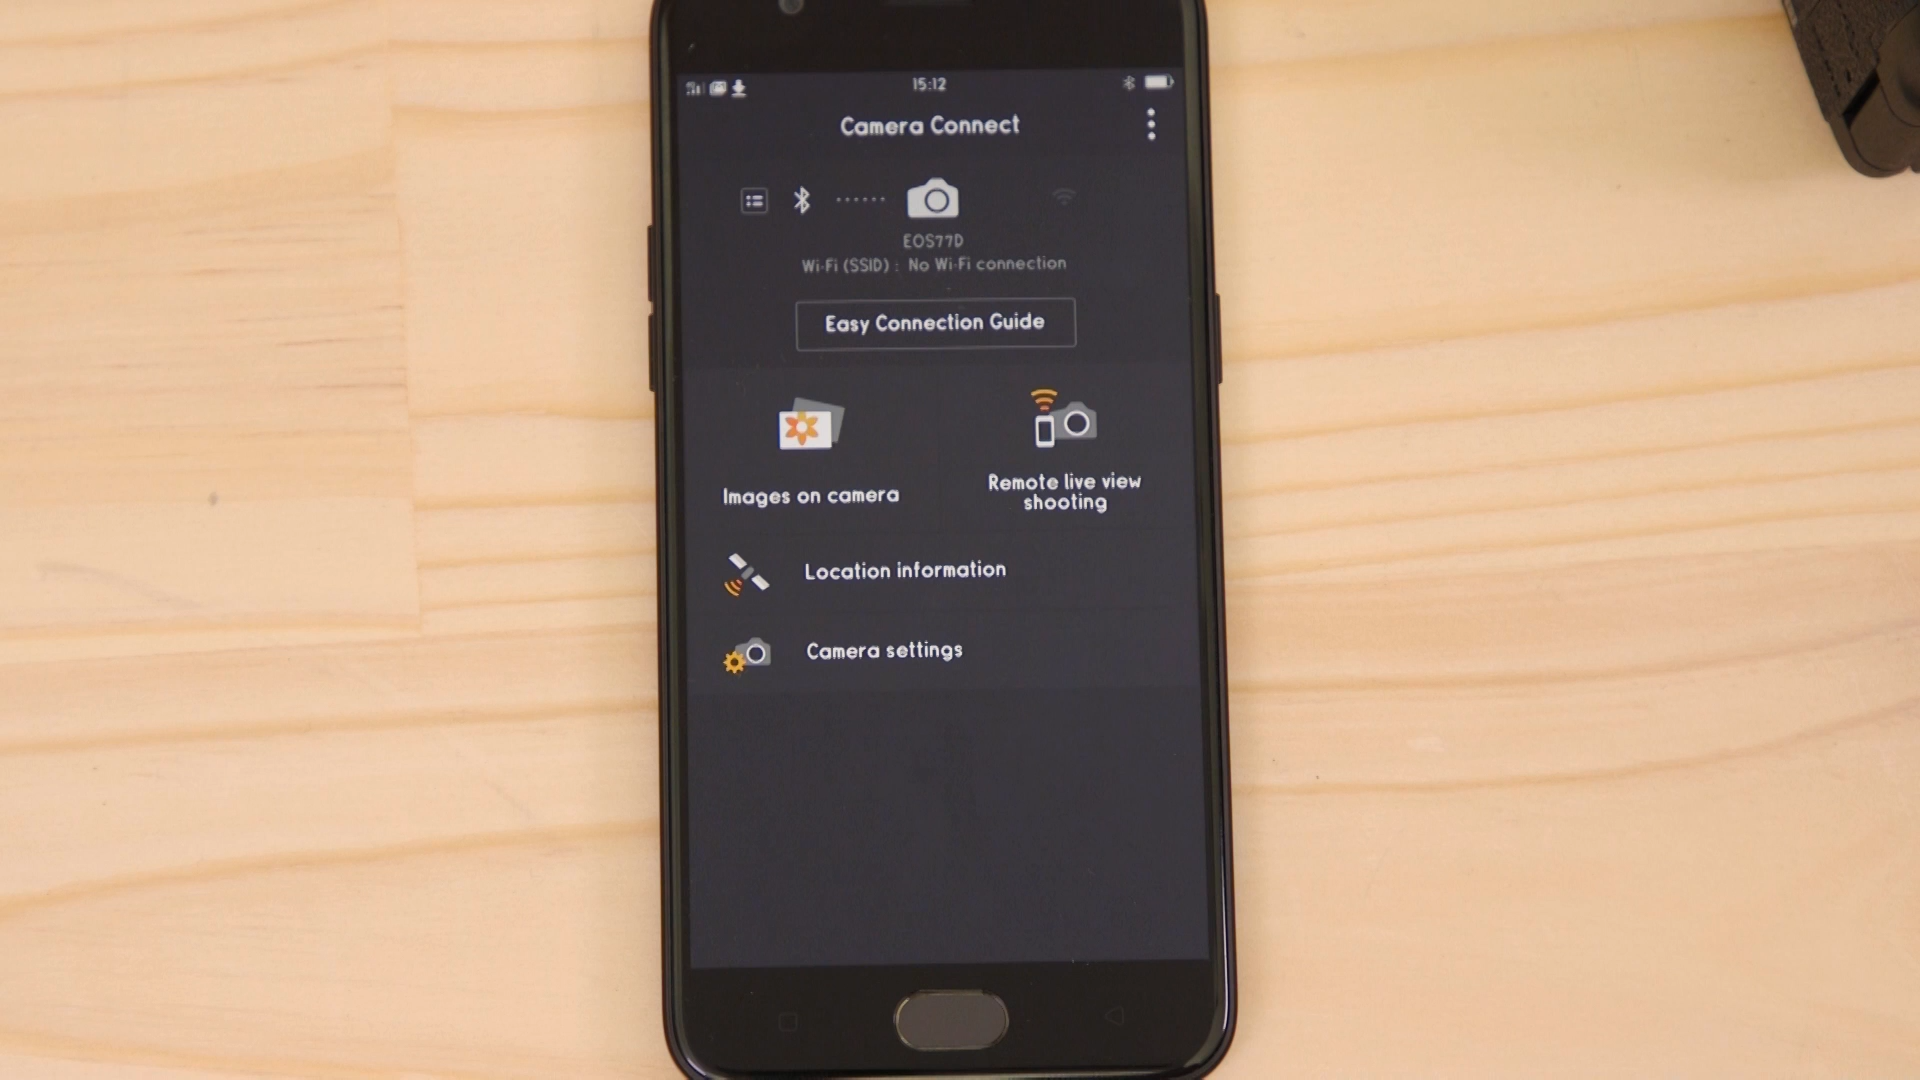 15:12
Camera Connect
EOS77D
Wi-Fi (SSID) : No Wi-Fi connection
Easy Connection Guide
Images on camera
Remote live view
shooting
Location information
Camera settings